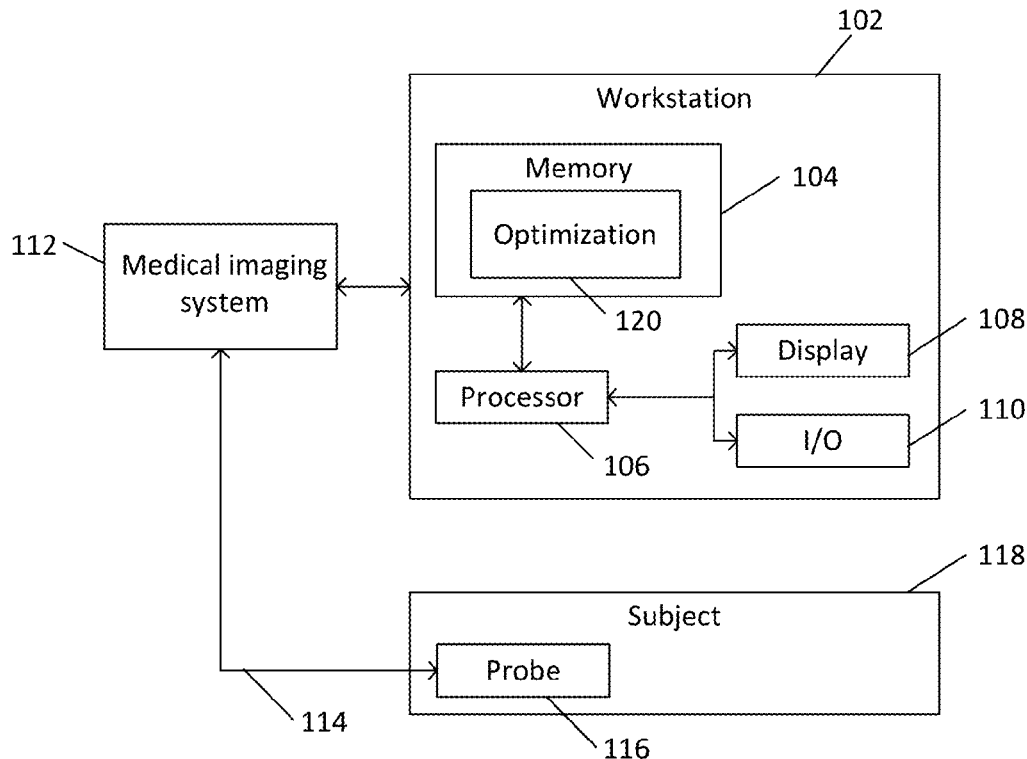 102
Workstation
Memory
104
Optimization
112
Medical imaging
system
120
108
Display
Processor
110
I/O
106
118
Subject
Probe
114
116